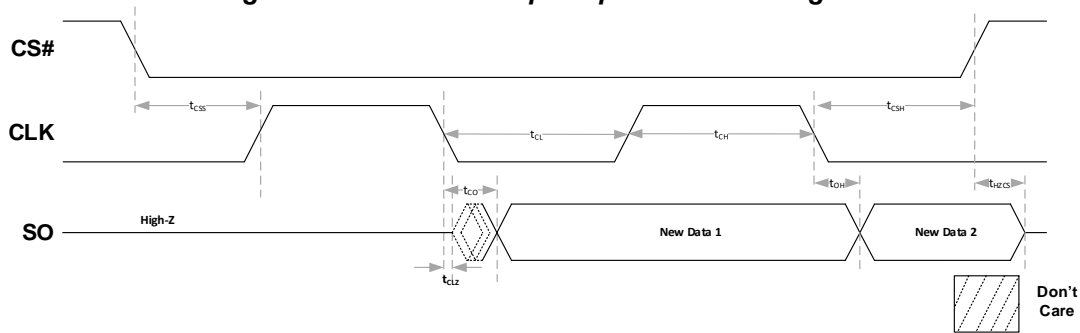 CS#
tCSS
tCSH
CLK
tCL
tCH
tCO
tOH
tHZCS
High-Z
SO
New Data 1
New Data 2
tCLZ
Don't
Care